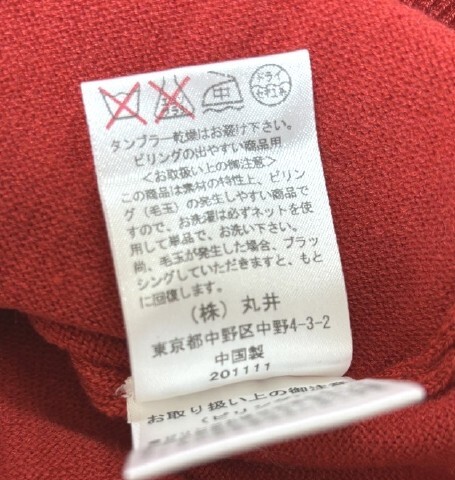 中
ドライ
セキユ系
タンブラー乾燥はお避け下さい。
ピリングの出やすい商品用
<お取扱い上の御注意>
この商品は素材の特性上、ピリン
グ(毛玉)の発生しやすい商品で
すので、お洗濯は必ずネットを使
用して単品で、お洗い下さい。
尚、毛玉が発生した場合、ブラッ
シングしていただきますと、もと
に回復します。
(株)丸井
東京都中野区中野4-3-2
中国製
201111
お取り扱い上の御注意